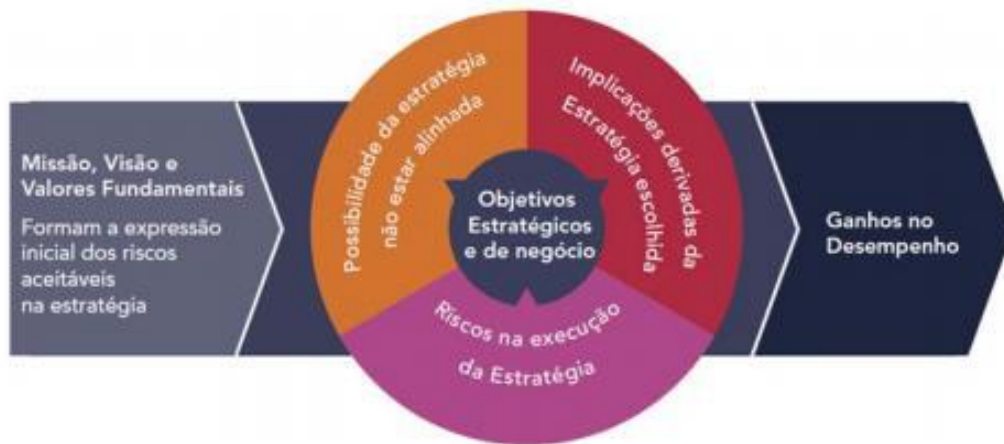 Missão, Visão e
Valores Fundamentais
Formam a expressão
inicial dos riscos
aceitáveis
na estratégia
Possibilidade da estratégia
não estar alinhada
Implicações derivadas da
Estratégia escolhida
Objetivos
Estratégicos
e de negócio
Riscos na execução
da Estratégia
Ganhos no
Desempenho